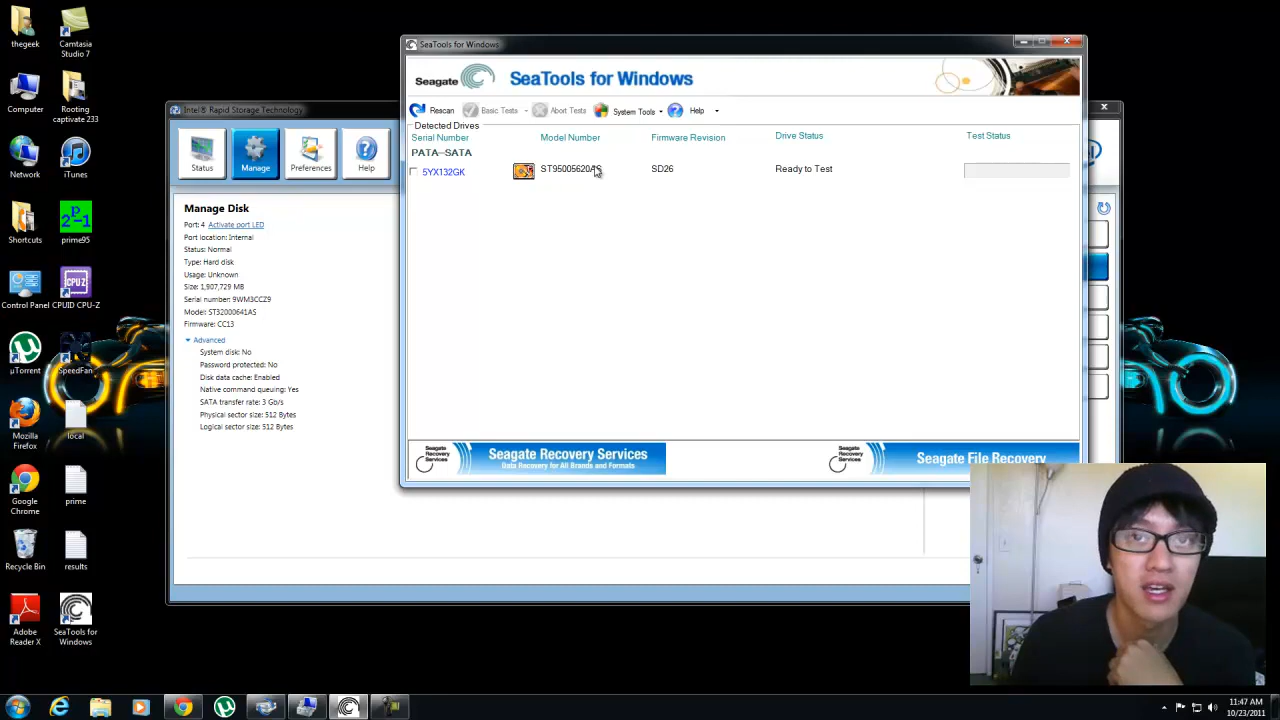 thegeek
Camtasia
Studio 7
Computer
Rooting
captivate 233
Network
iTunes
Shortcuts
prime95
Control Panel
CPUID CPU-Z
µTorrent
SpeedFan
Mozilla
Firefox
local
Google
Chrome
prime
Recycle Bin
results
Adobe
Reader X
SeaTools for
Windows
Intel® Rapid Storage Technology
Status
Manage
Preferences
Help
Manage Disk
Port: 4 Activate port LED
Port location: Internal
Status: Normal
Type: Hard disk
Usage: Unknown
Size: 1,907,729 MB
Serial number: 9WM3CCZ9
Model: ST32000641AS
Firmware: CC13
Advanced
System disk: No
Password protected: No
Disk data cache: Enabled
Native command queuing: Yes
SATA transfer rate: 3 Gb/s
Physical sector size: 512 Bytes
Logical sector size: 512 Bytes
SeaTools for Windows
Seagate
SeaTools for Windows
Rescan
Basic Tests
Abort Tests
System Tools
Help
Detected Drives
Serial Number
Model Number
Firmware Revision
Drive Status
Test Status
PATA--SATA
5YX132GK
ST95005620AS
SD26
Ready to Test
Seagate
Recovery
Services
Seagate Recovery Services
Data Recovery for All Brands and Formats
Seagate
Recovery
Services
Seagate File Recovery
11:47 AM
10/23/2011